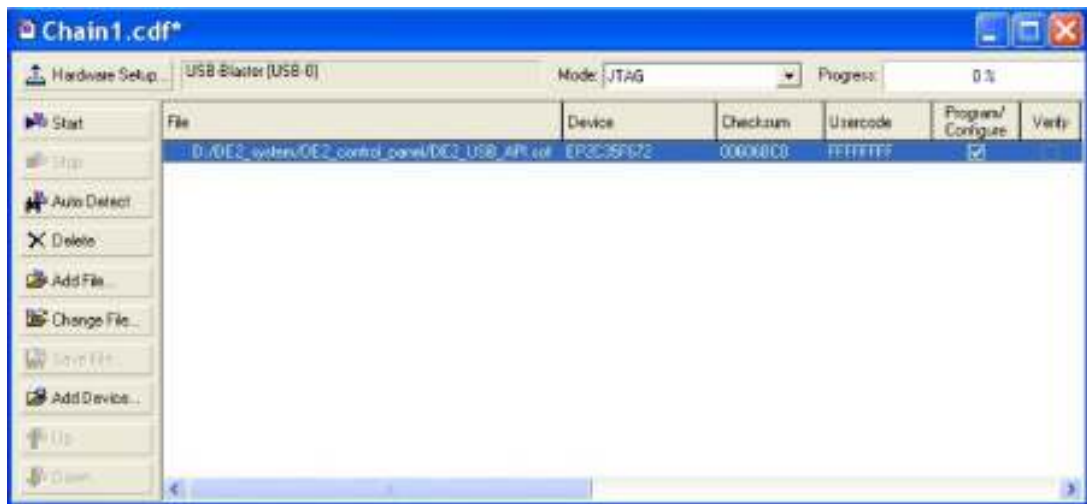 Chain1.cdf*
Hardware Setup... USB-Blaster [USB-0] Mode: JTAG Progress: 0 %
Start
Stop
Auto Detect
Delete
Add File...
Change File...
Save File...
Add Device...
Up
Down
File Device Checksum Usercode Program/ Configure Verify
D:/DE2_system/DE2_control_panel/DE2_USB_API.sof EP2C35F672 FFFFFFFF